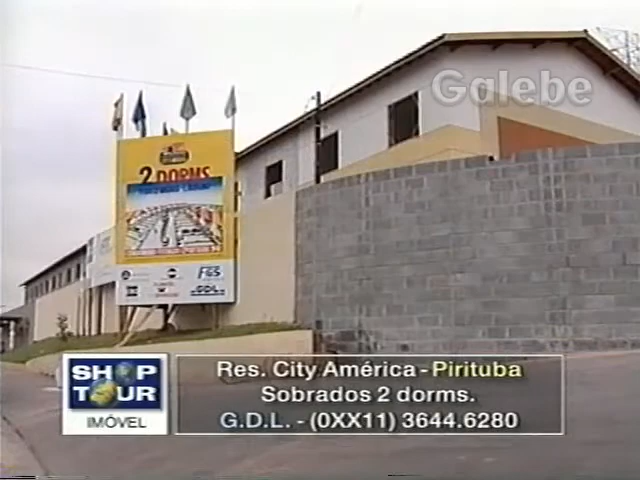 Galebe
2 DORMS
FGS
GDL
SHOP
TOUR
IMÓVEL
Res. City América - Pirituba
Sobrados 2 dorms.
G.D.L. - (0XX11) 3644.6280